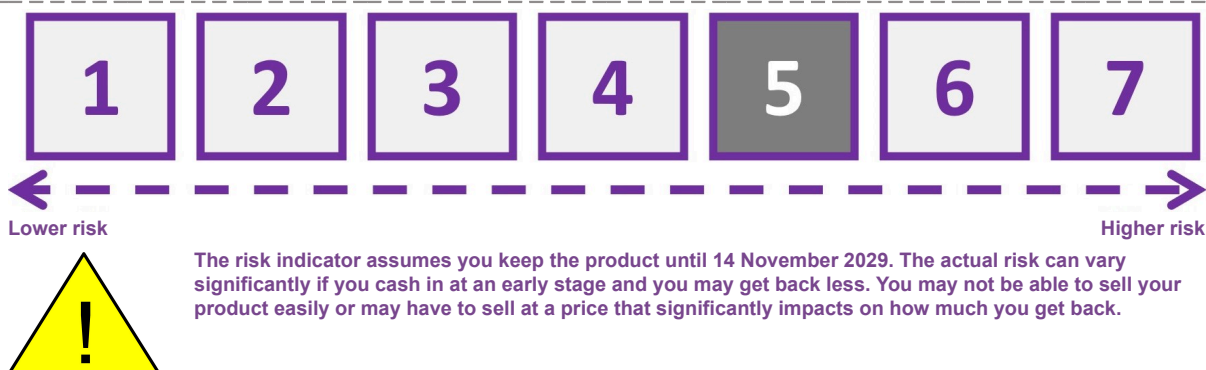 1 2 3 4 5 6 7
Lower risk Higher risk
The risk indicator assumes you keep the product until 14 November 2029. The actual risk can vary
significantly if you cash in at an early stage and you may get back less. You may not be able to sell your
product easily or may have to sell at a price that significantly impacts on how much you get back.
!